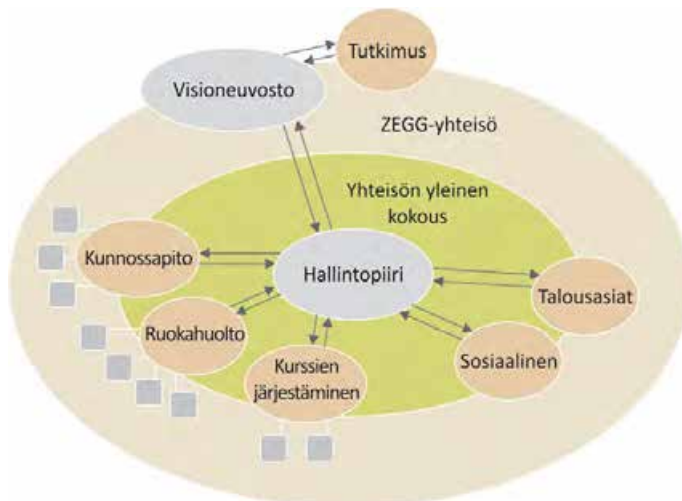 Tutkimus
Visioneuvosto
ZEGG-yhteisö
Yhteisön yleinen
kokous
Kunnossapito
Hallintopiiri
Talousasiat
Ruokahuolto
Kurssien
järjestäminen
Sosiaalinen